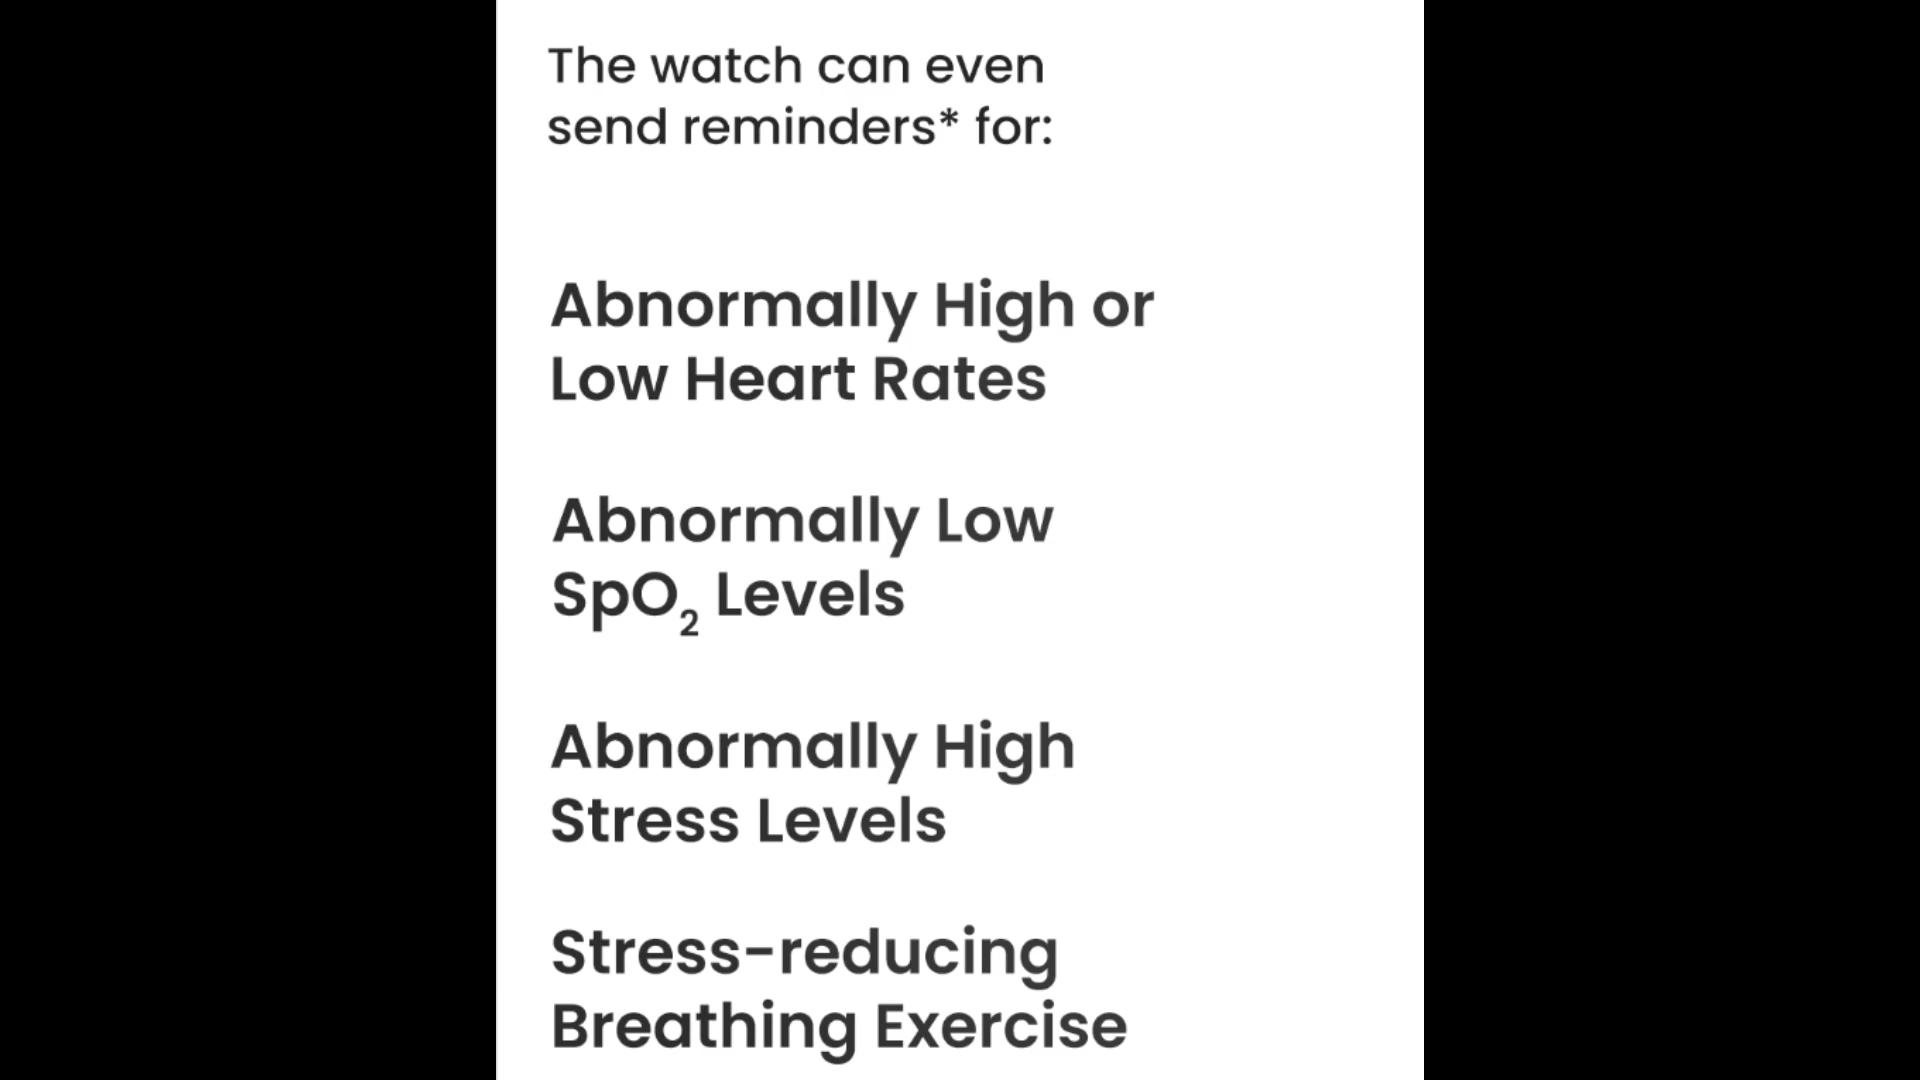 The watch can even
send reminders* for:
Abnormally High or
Low Heart Rates
Abnormally Low
SpO₂ Levels
Abnormally High
Stress Levels
Stress-reducing
Breathing Exercise